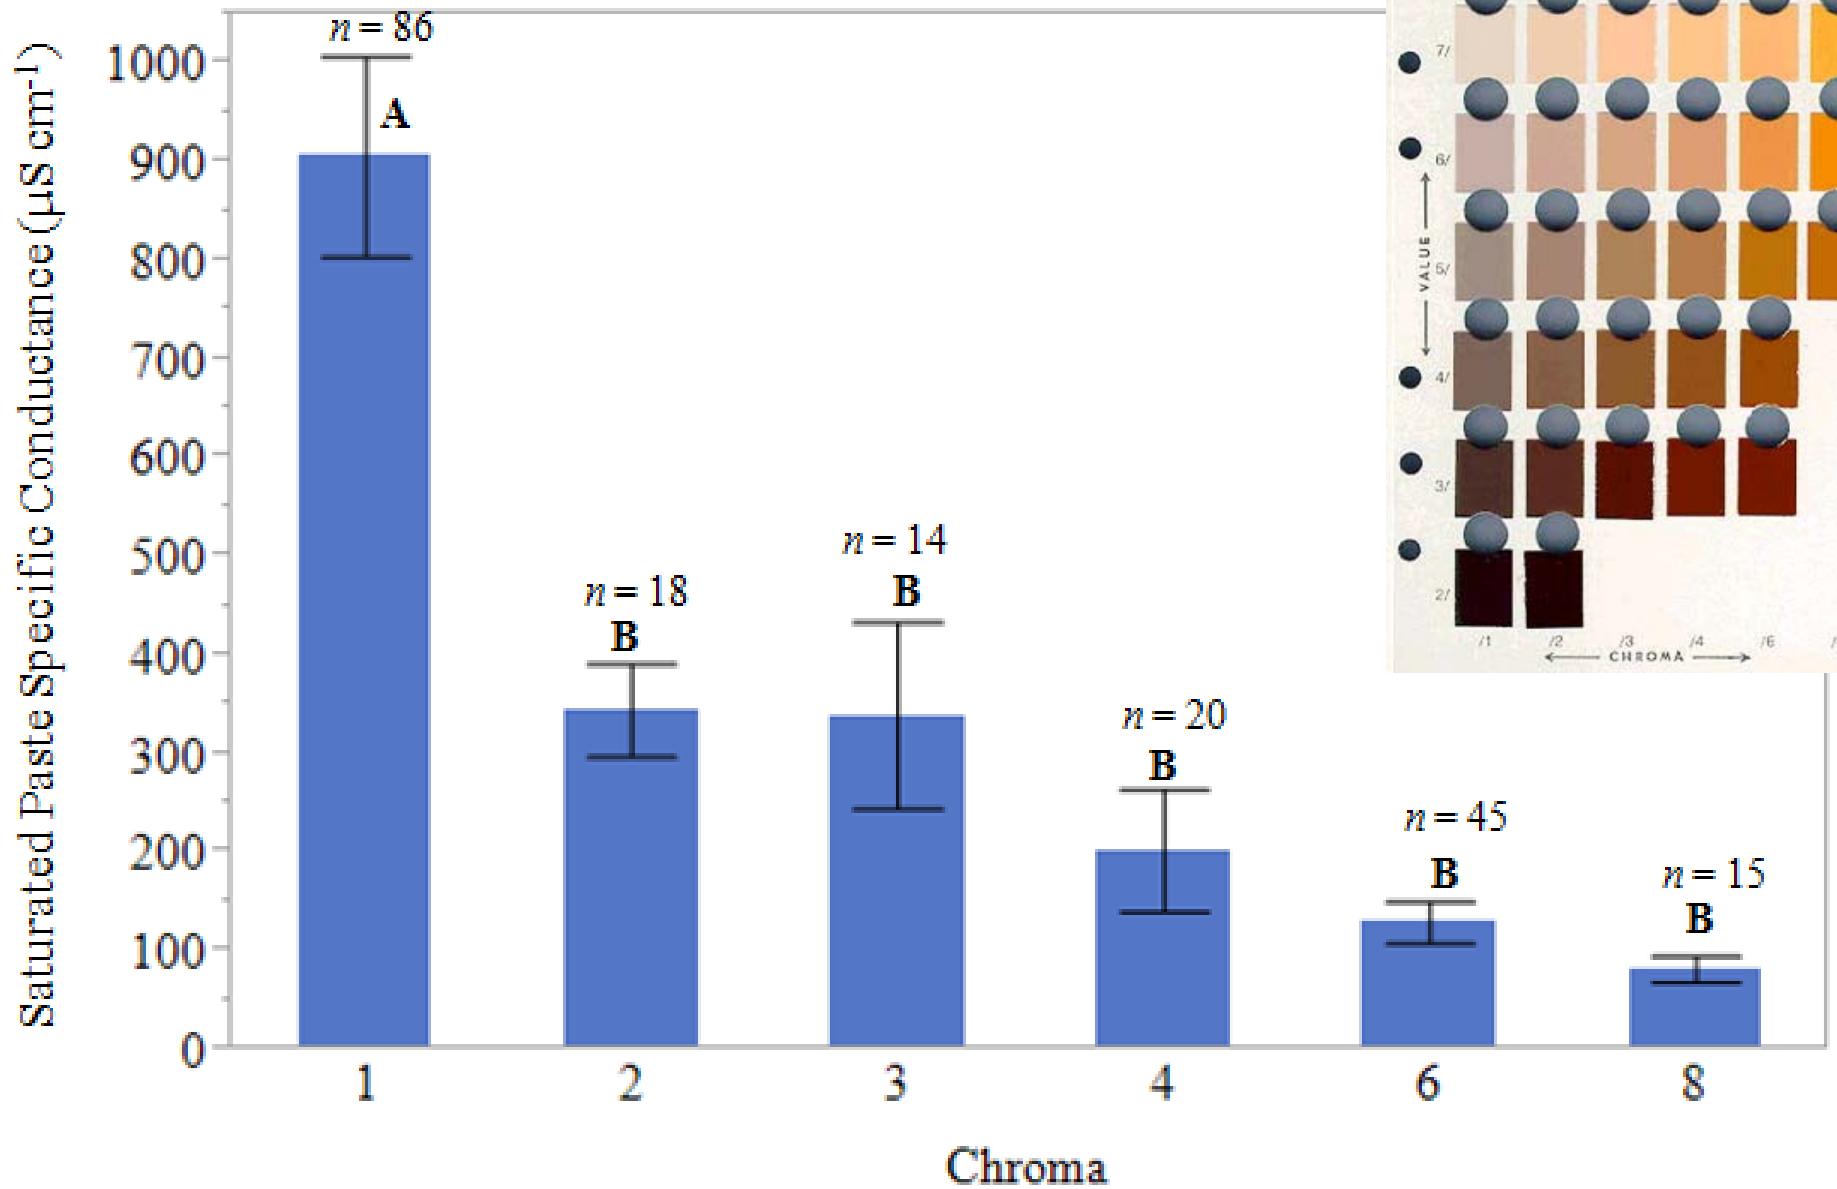 Saturated Paste Specific Conductance (µS cm-1)
1000
900
800
700
600
500
400
300
200
100
0
n = 86
A
n = 18
B
n = 14
B
n = 20
B
n = 45
B
n = 15
B
1 2 3 4 6 8
Chroma
7/
6/
5/
4/
3/
2/
VALUE
/1 /2 /3 /4 /6
CHROMA